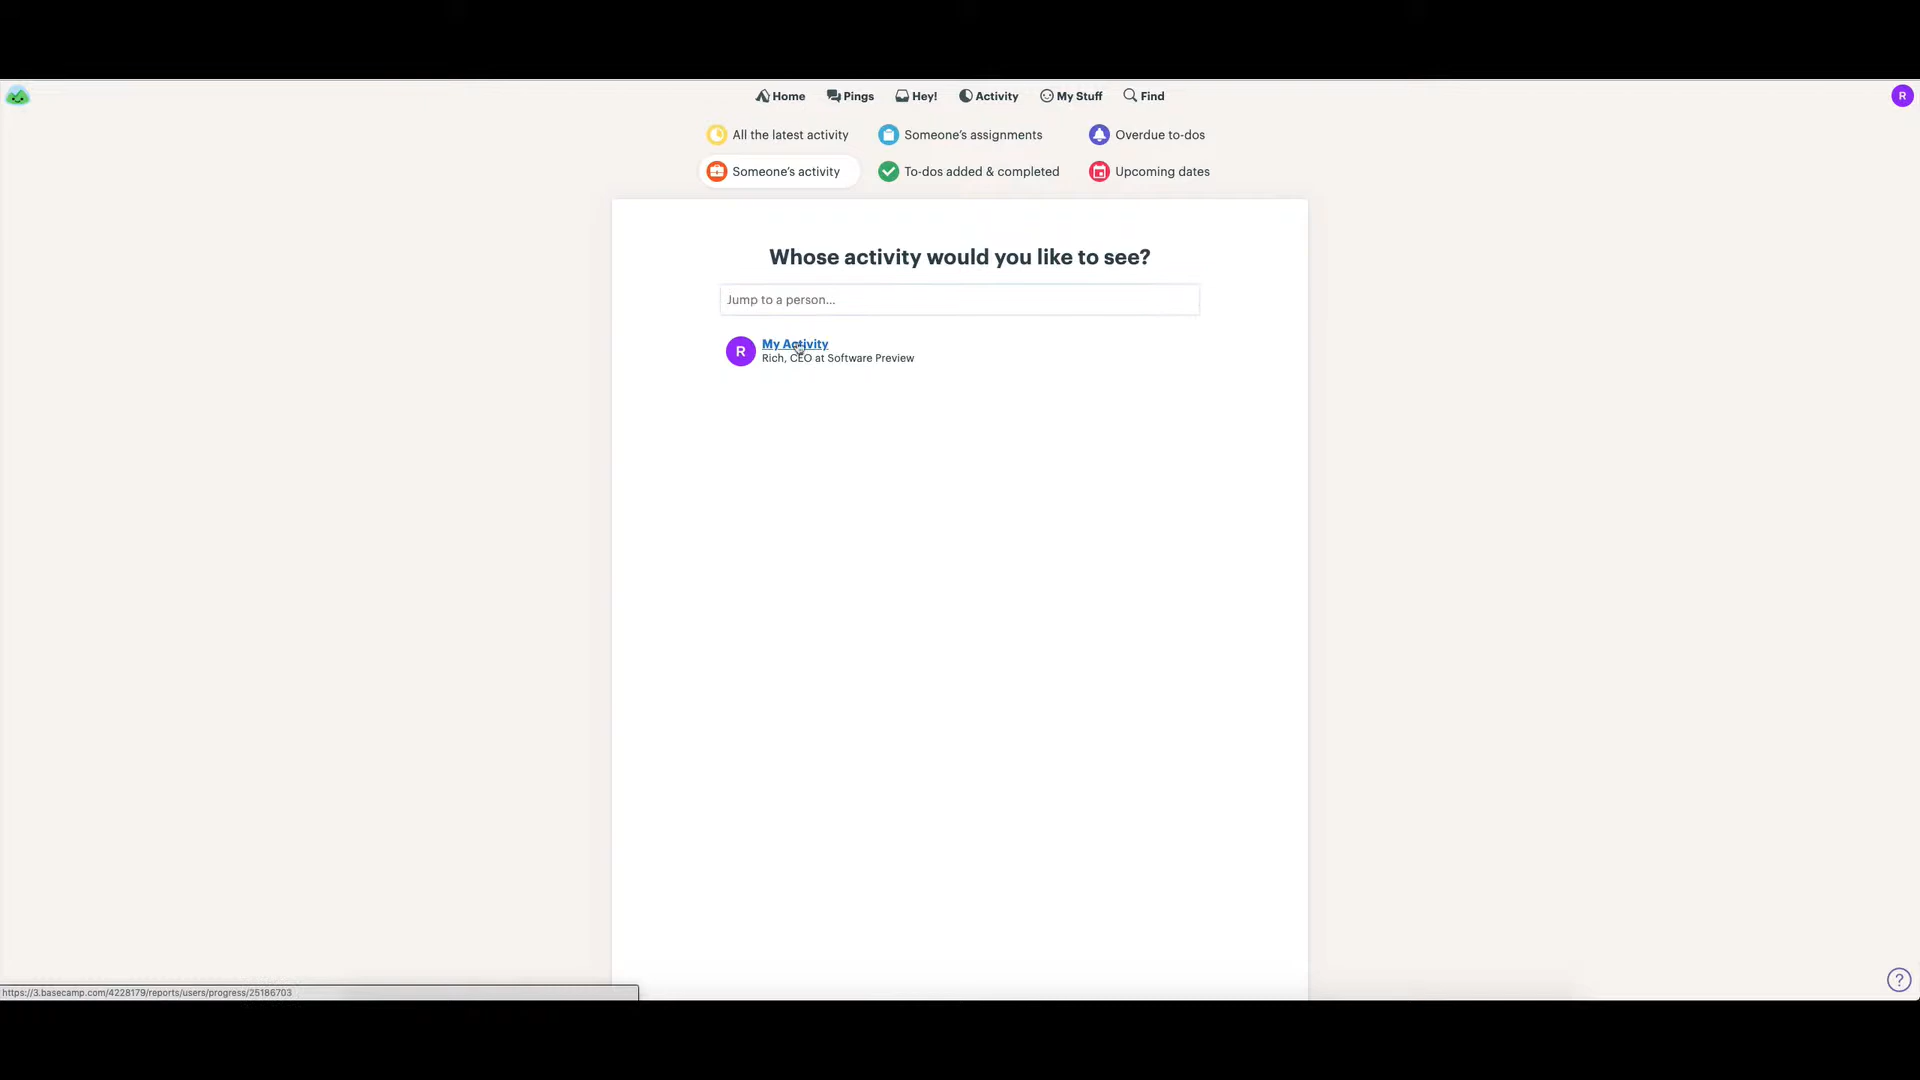 Home Pings Hey! Activity My Stuff Find
R
All the latest activity Someone's assignments Overdue to-dos
Someone's activity To-dos added & completed Upcoming dates
Whose activity would you like to see?
Jump to a person...
R
My Activity
Rich, CEO at Software Preview
https://3.basecamp.com/4228179/reports/users/progress/25186703
?